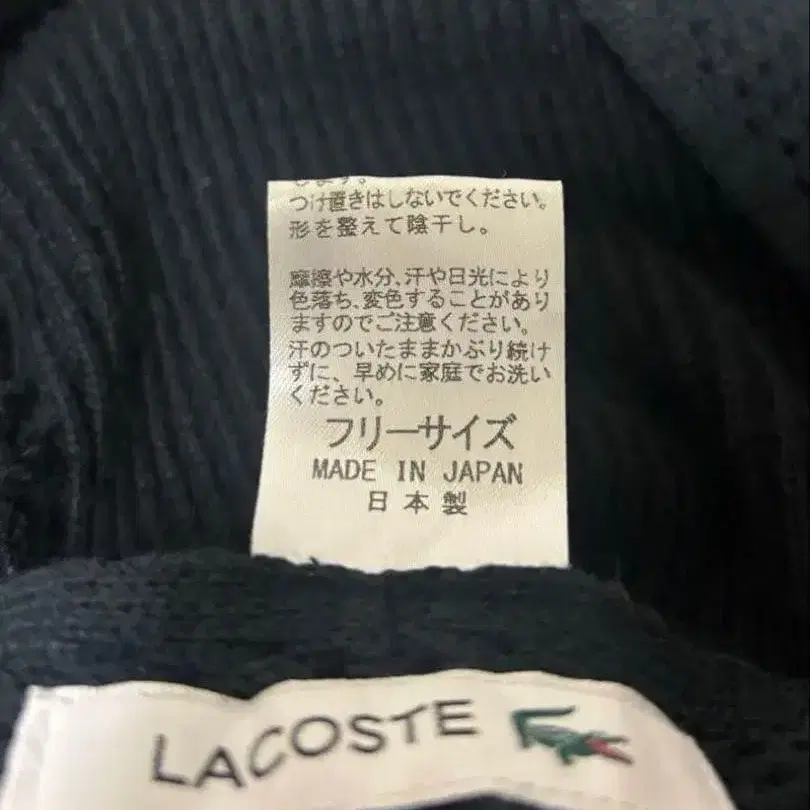 します。
つけ置きはしないでください。
形を整えて陰干し。
摩擦や水分、汗や日光により
色落ち、変色することがあり
ますのでご注意ください。
汗のついたままかぶり続け
ずに、早めに家庭でお洗い
ください。
フリーサイズ
MADE IN JAPAN
日本製
LACOSTE